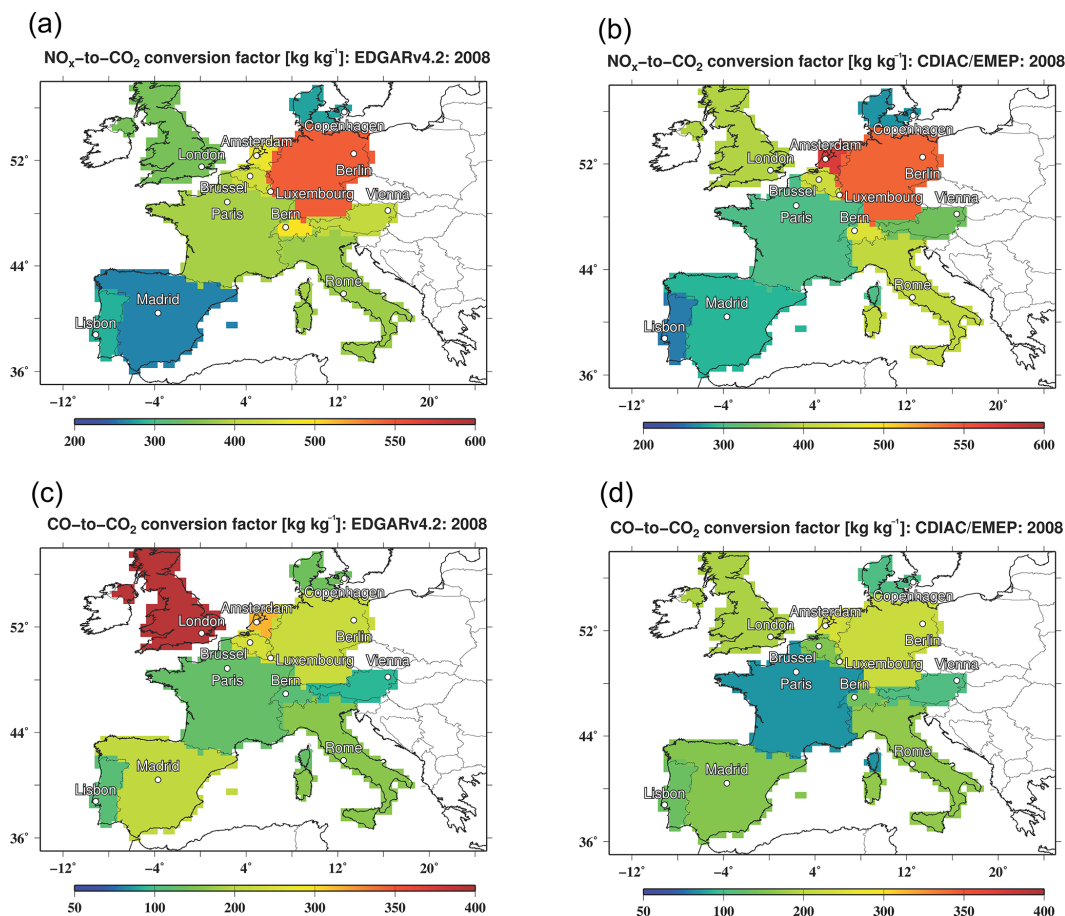 (a)
NOx−to−CO2 conversion factor [kg kg−1]: EDGARv4.2: 2008
52˚
44˚
36˚
−12˚ −4˚ 4˚ 12˚ 20˚
London
Amsterdam
Copenhagen
Berlin
Brussel
Luxembourg
Paris
Bern
Vienna
Rome
Madrid
Lisbon
200 300 400 500 550 600
(b)
NOx−to−CO2 conversion factor [kg kg−1]: CDIAC/EMEP: 2008
52˚
44˚
36˚
−12˚ −4˚ 4˚ 12˚ 20˚
London
Amsterdam
Copenhagen
Berlin
Brussel
Luxembourg
Paris
Bern
Vienna
Rome
Madrid
Lisbon
200 300 400 500 550 600
(c)
CO−to−CO2 conversion factor [kg kg−1]: EDGARv4.2: 2008
52˚
44˚
36˚
−12˚ −4˚ 4˚ 12˚ 20˚
London
Amsterdam
Copenhagen
Berlin
Brussel
Luxembourg
Paris
Bern
Vienna
Rome
Madrid
Lisbon
50 100 200 300 350 400
(d)
CO−to−CO2 conversion factor [kg kg−1]: CDIAC/EMEP: 2008
52˚
44˚
36˚
−12˚ −4˚ 4˚ 12˚ 20˚
London
Amsterdam
Copenhagen
Berlin
Brussel
Luxembourg
Paris
Bern
Vienna
Rome
Madrid
Lisbon
50 100 200 300 350 400